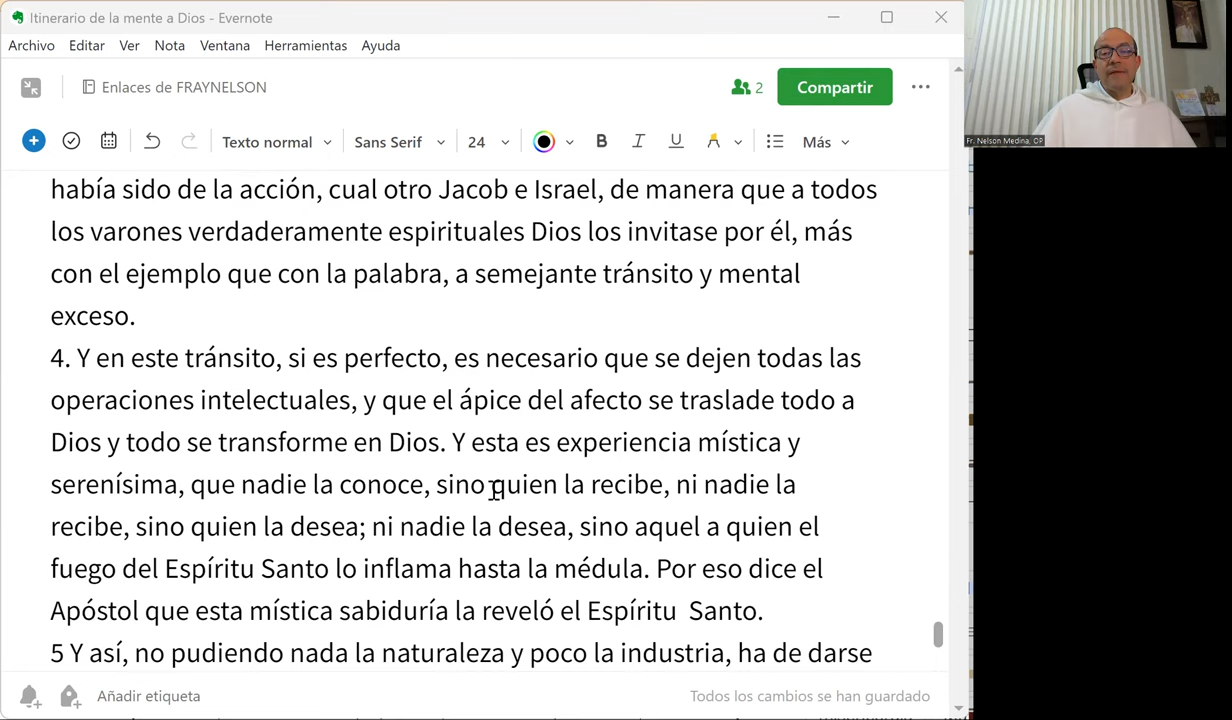 Itinerario de la mente a Dios - Evernote
Archivo Editar Ver Nota Ventana Herramientas Ayuda
Enlaces de FRAYNELSON
2
Compartir
Texto normal
Sans Serif
24
B I U A
Más
había sido de la acción, cual otro Jacob e Israel, de manera que a todos
los varones verdaderamente espirituales Dios los invitase por él, más
con el ejemplo que con la palabra, a semejante tránsito y mental
exceso.
4. Y en este tránsito, si es perfecto, es necesario que se dejen todas las
operaciones intelectuales, y que el ápice del afecto se traslade todo a
Dios y todo se transforme en Dios. Y esta es experiencia mística y
serenísima, que nadie la conoce, sino quien la recibe, ni nadie la
recibe, sino quien la desea; ni nadie la desea, sino aquel a quien el
fuego del Espíritu Santo lo inflama hasta la médula. Por eso dice el
Apóstol que esta mística sabiduría la reveló el Espíritu  Santo.
5 Y así, no pudiendo nada la naturaleza y poco la industria, ha de darse
Añadir etiqueta
Todos los cambios se han guardado
Fr. Nelson Medina, OP